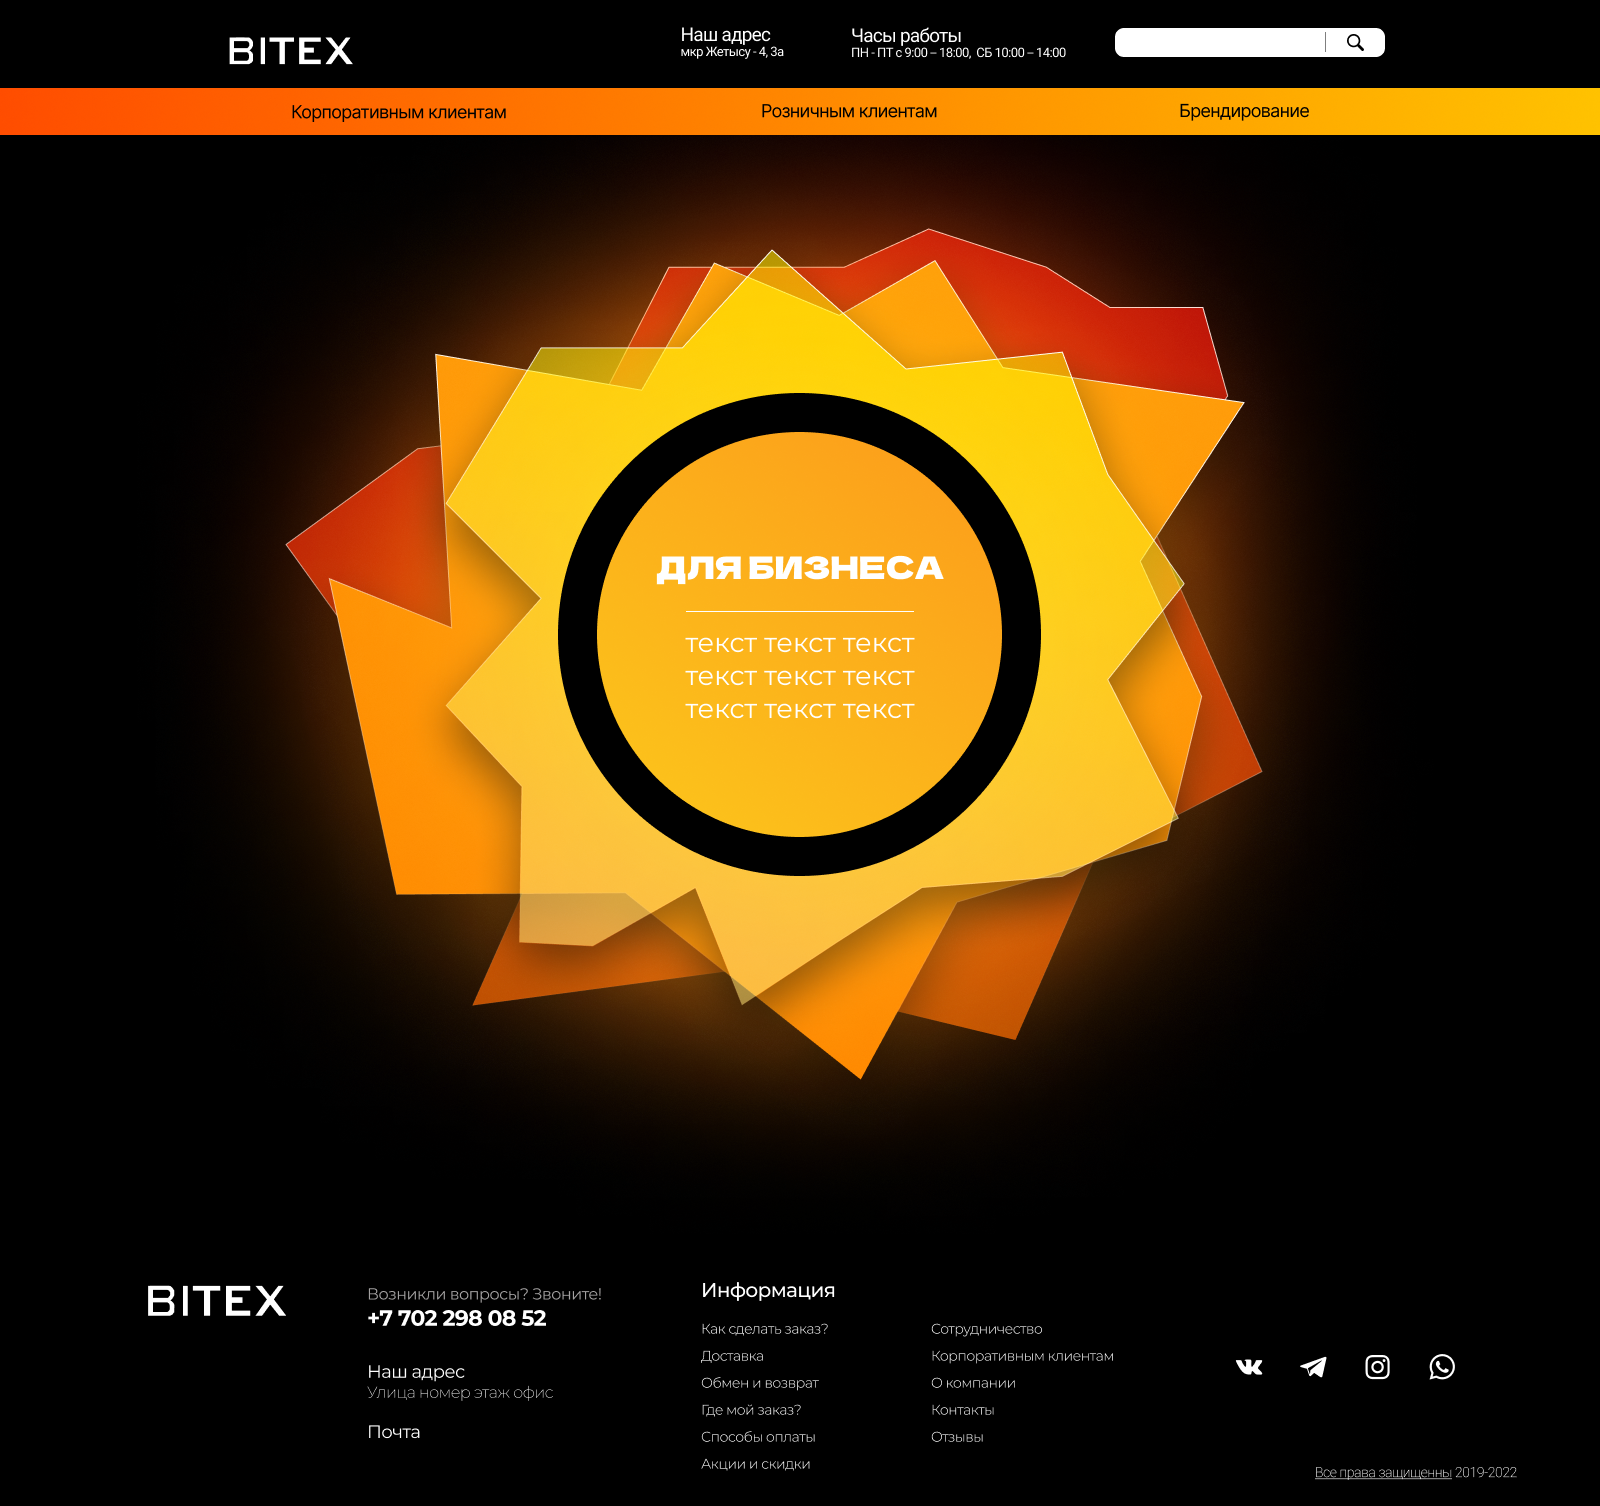 BITEX
Наш адрес
мкр Жетысу - 4, 3а
Часы работы
ПН - ПТ с 9:00 – 18:00, СБ 10:00 – 14:00
Корпоративным клиентам
Розничным клиентам
Брендирование
ДЛЯ БИЗНЕСА
текст текст текст
текст текст текст
текст текст текст
BITEX
Возникли вопросы? Звоните!
+7 702 298 08 52
Наш адрес
Улица номер этаж офис
Почта
Информация
Как сделать заказ?
Доставка
Обмен и возврат
Где мой заказ?
Способы оплаты
Акции и скидки
Сотрудничество
Корпоративным клиентам
О компании
Контакты
Отзывы
Все права защищенны 2019-2022